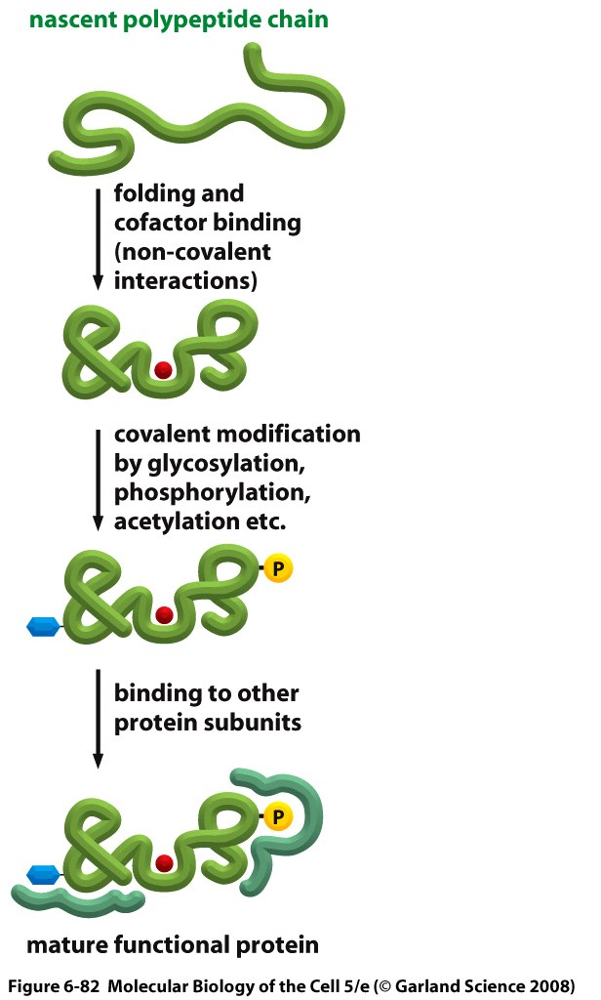 nascent polypeptide chain
folding and
cofactor binding
(non-covalent
interactions)
covalent modification
by glycosylation,
phosphorylation,
acetylation etc.
P
binding to other
protein subunits
P
mature functional protein
Figure 6-82 Molecular Biology of the Cell 5/e (© Garland Science 2008)